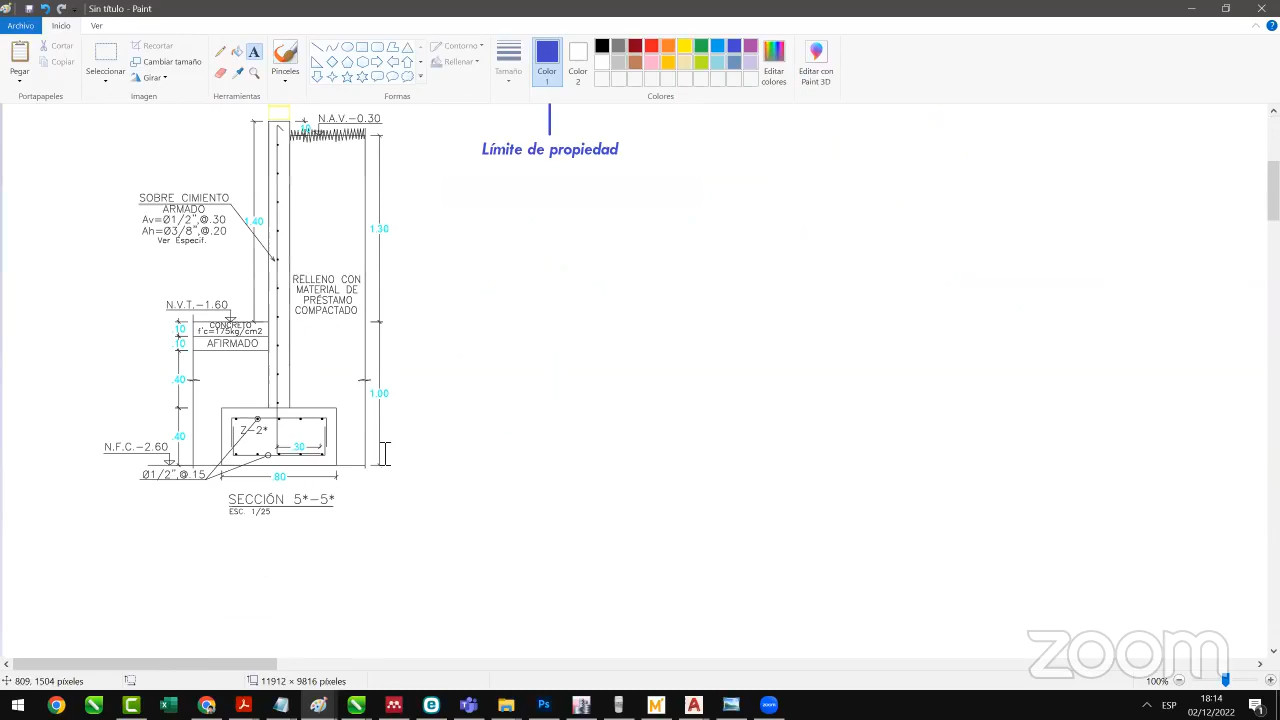 Sin título - Paint
Archivo Inicio Ver
Pegar
Cortar
Copiar
Portapapeles
Seleccionar
Recortar
Cambiar tamaño
Girar
Imagen
A
Herramientas
Pinceles
Contorno
Rellenar
Formas
Tamaño
Color
1
Color
2
Editar
colores
Colores
Editar con
Paint 3D
N.A.V.-0.30
.10
Límite de propiedad
SOBRE CIMIENTO
ARMADO
Av=Ø1/2",@.30
Ah=Ø3/8",@.20
Ver Especif.
1.40
1.30
RELLENO CON
MATERIAL DE
PRÉSTAMO
COMPACTADO
N.V.T.-1.60
.10
CONCRETO
f'c=175kg/cm2
.10
AFIRMADO
.40
1.00
Z-2*
.40
.30
N.F.C.-2.60
Ø1/2",@.15
.80
SECCIÓN 5*-5*
ESC. 1/25
zoom
809, 1504 píxeles
11912 × 9816 píxeles
100%
zoom
ESP
18:14
02/12/2022
1